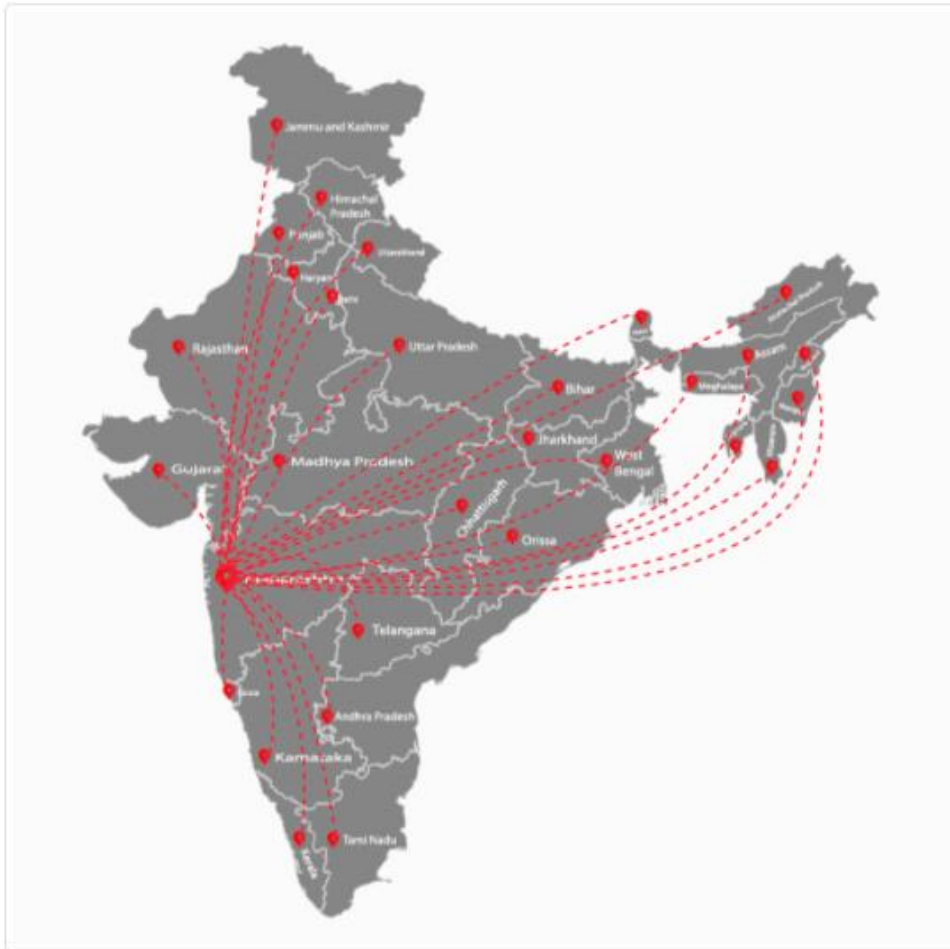 Jammu and Kashmir
Himachal
Pradesh
Punjab
Uttarakhand
Haryana
Delhi
Rajasthan
Uttar Pradesh
Assam
Meghalaya
Bihar
Jharkhand
West
Bengal
Gujarat
Madhya Pradesh
Chhattisgarh
Orissa
Telangana
Goa
Andhra Pradesh
Karnataka
Tami Nadu
Kerala